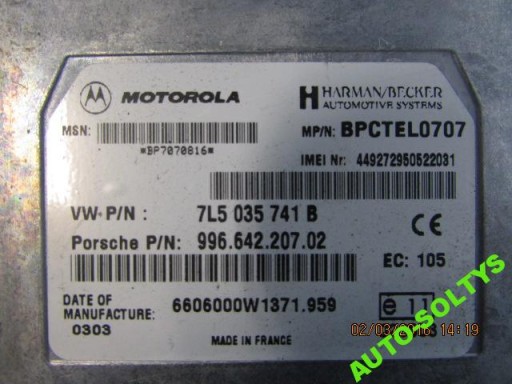 MOTOROLA
HARMAN/BECKER
AUTOMOTIVE SYSTEMS
MSN:
*BP7070816*
MP/N: BPCTEL0707
IMEI Nr: 449272950522031
VW-P/N : 7L5 035 741 B
Porsche P/N: 996.642.207.02
CE
EC: 105
DATE OF
MANUFACTURE:
0303
6606000W1371.959
e 11
MADE IN FRANCE
02/03/2016 14:19
AUTO-SOLTYS